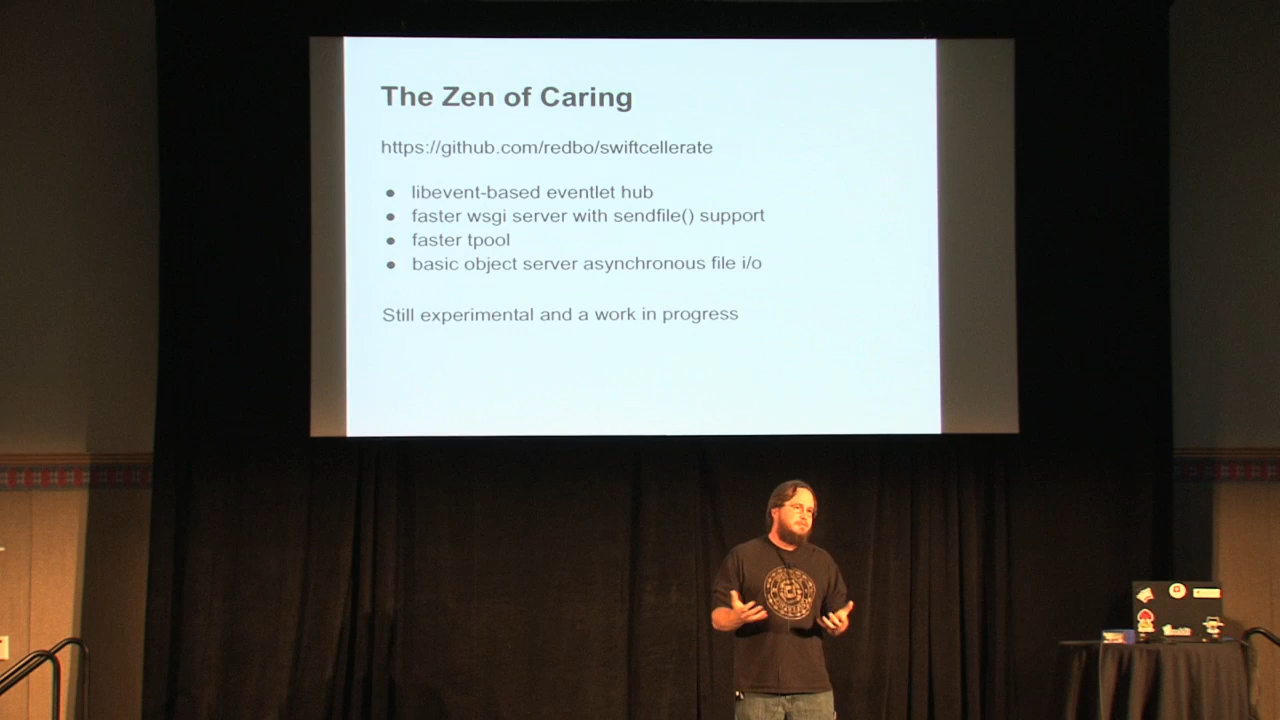 The Zen of Caring
https://github.com/redbo/swiftcellerate
● libevent-based eventlet hub
● faster wsgi server with sendfile() support
● faster tpool
● basic object server asynchronous file i/o
Still experimental and a work in progress